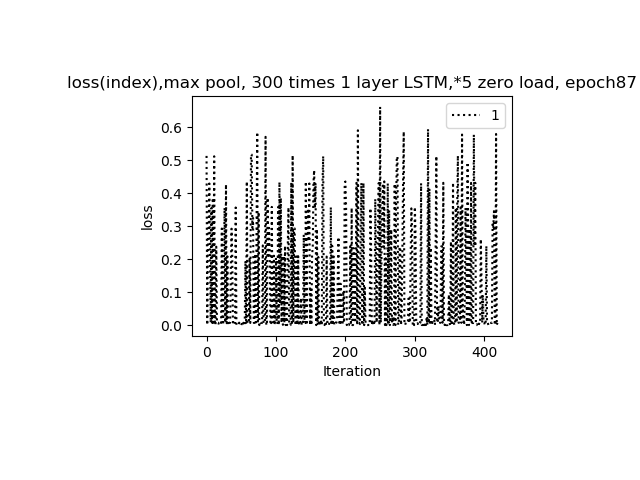 loss(index),max pool, 300 times 1 layer LSTM,*5 zero load, epoch87
1
loss
0.6
0.5
0.4
0.3
0.2
0.1
0.0
0 100 200 300 400
Iteration